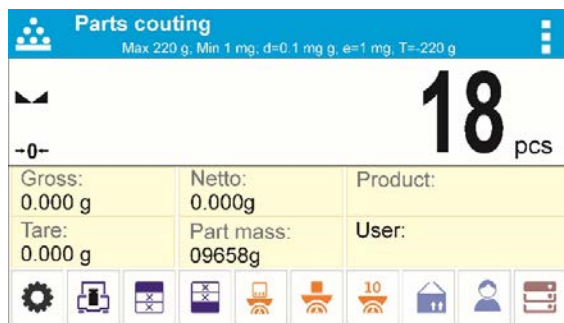 Parts couting
Max 220 g; Min 1 mg; d=0.1 mg g, e=1 mg, T=-220 g
18 pcs
→0←
Gross: Netto: Product:
0.000 g 0.000g
Tare: Part mass: User:
0.000 g 09658g
10